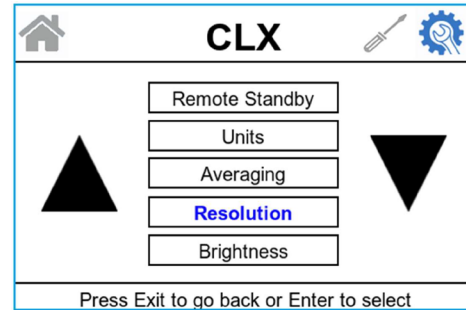 CLX
Remote Standby
Units
Averaging
Resolution
Brightness
Press Exit to go back or Enter to select